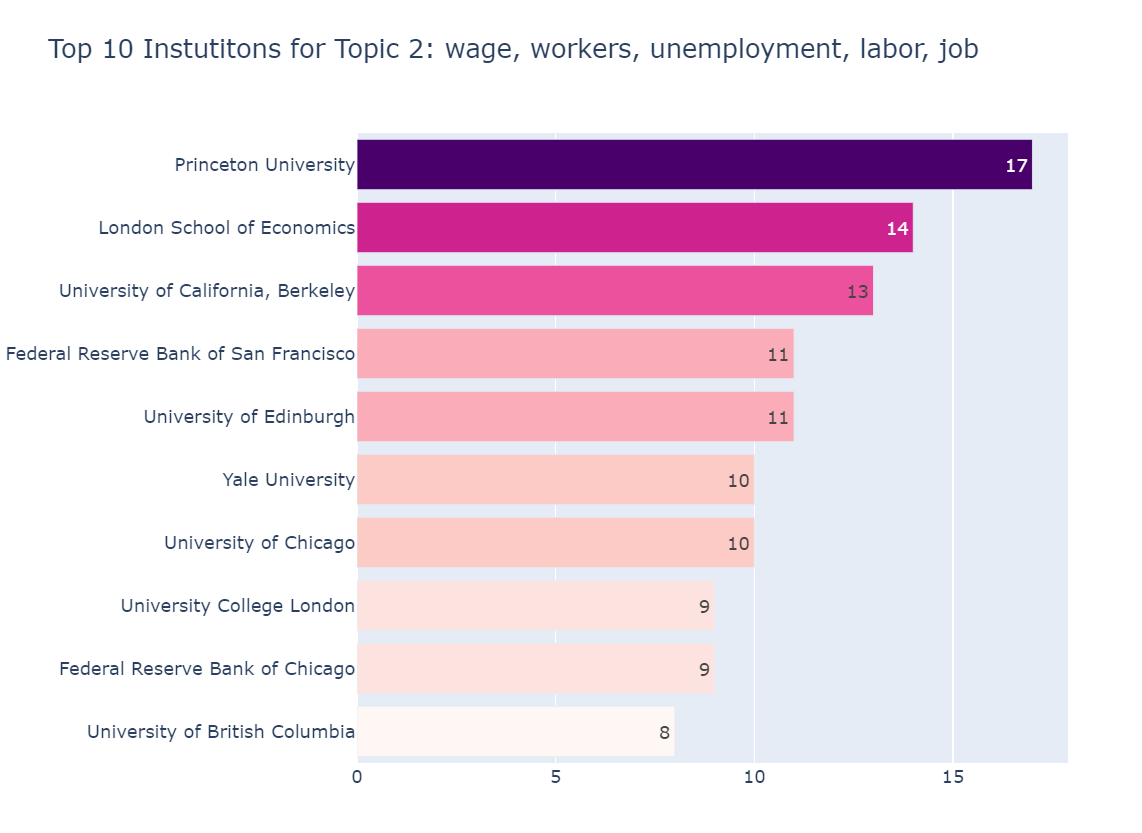 Top 10 Instutitons for Topic 2: wage, workers, unemployment, labor, job
Princeton University 17
London School of Economics 14
University of California, Berkeley 13
Federal Reserve Bank of San Francisco 11
University of Edinburgh 11
Yale University 10
University of Chicago 10
University College London 9
Federal Reserve Bank of Chicago 9
University of British Columbia 8
0 5 10 15